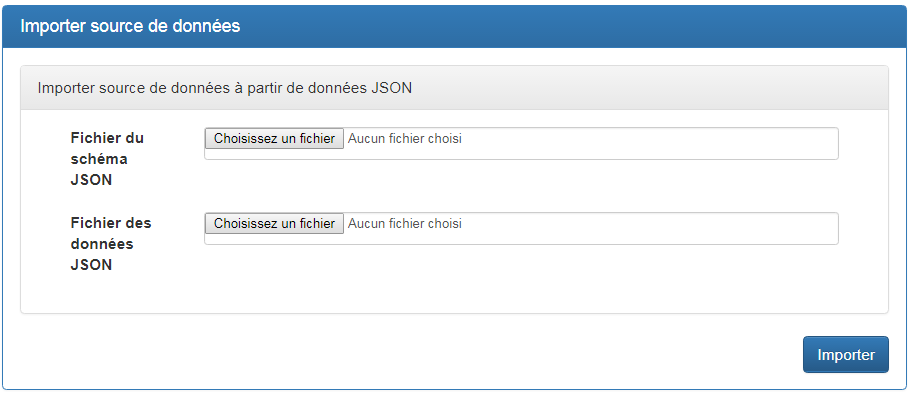 Importer source de données
Importer source de données à partir de données JSON
Fichier du
schéma
JSON
Choisissez un fichier Aucun fichier choisi
Fichier des
données
JSON
Choisissez un fichier Aucun fichier choisi
Importer